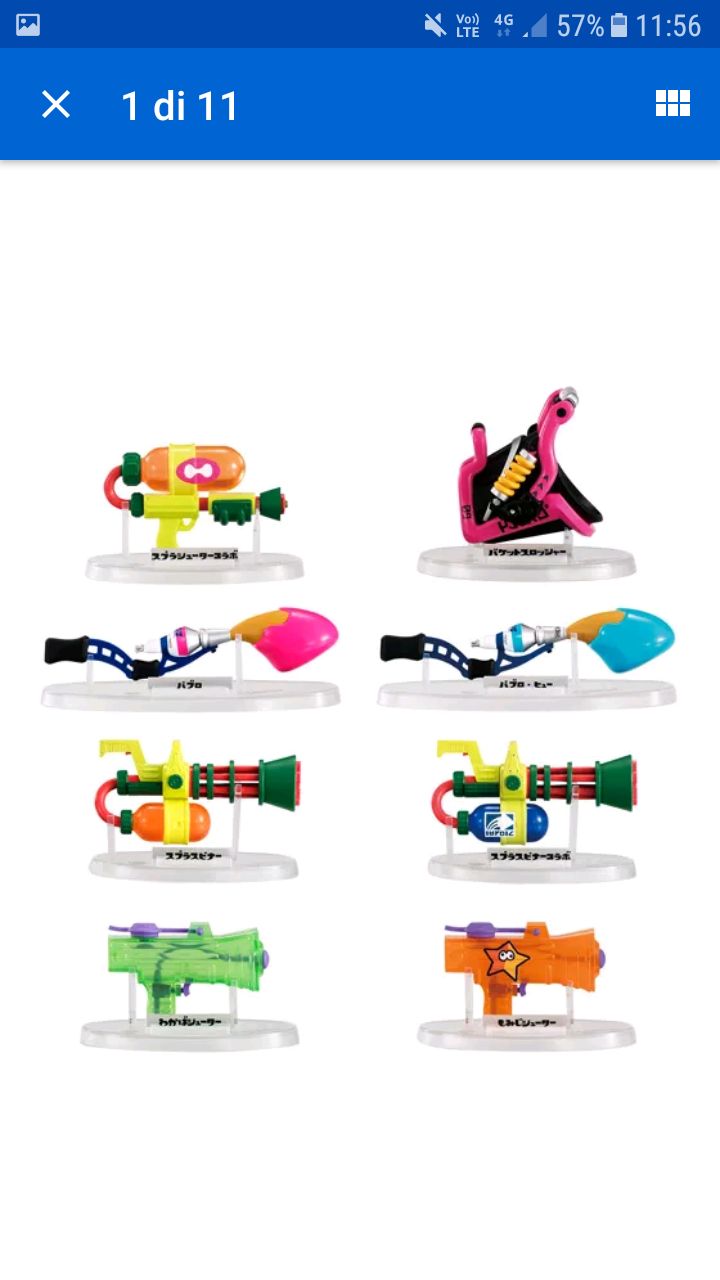 Vo))
LTE
4G
57%
11:56
1 di 11
スプラシューターコラボ
バケットスロッシャー
パブロ
パブロ・ヒュー
スプラスピナー
スプラスピナーコラボ
わかばシューター
もみじシューター